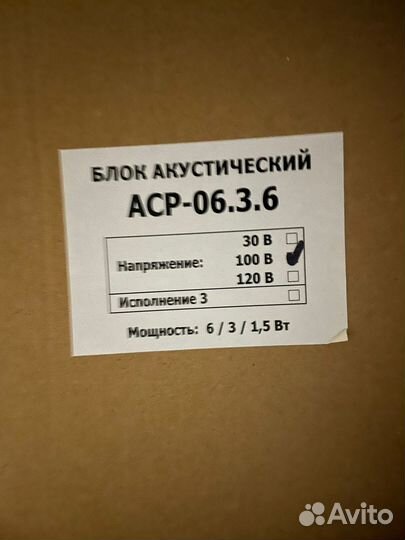 БЛОК АКУСТИЧЕСКИЙ
АСР-06.3.6
Напряжение:
30 В
100 В
120 В
Исполнение 3
Мощность: 6 / 3 / 1,5 Вт
Avito